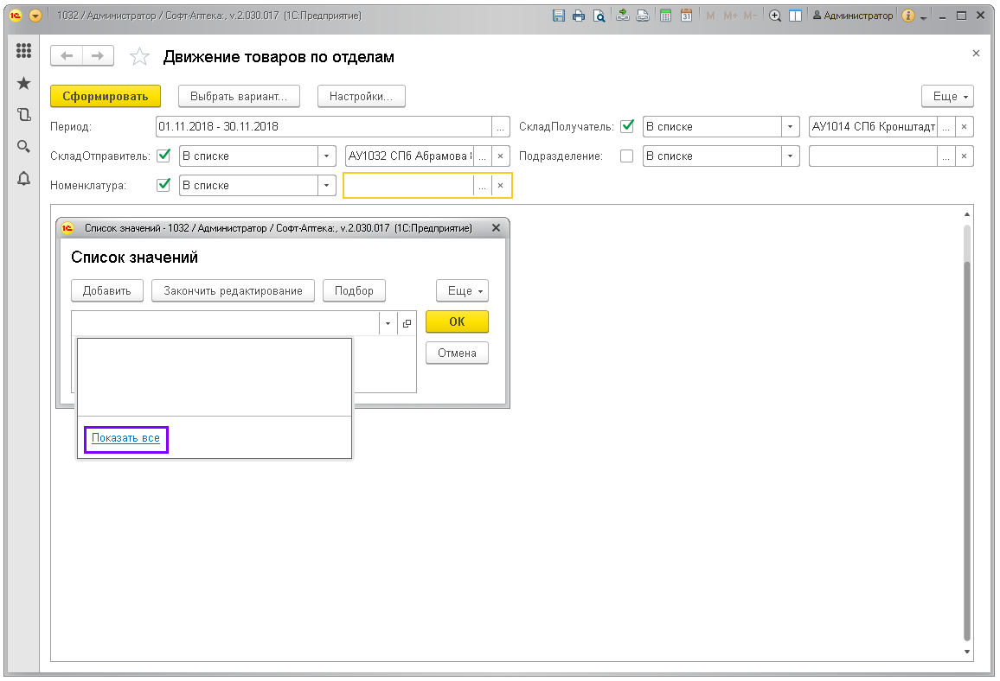 1032 / Администратор / Софт-Аптека:, v.2.030.017 (1С:Предприятие)
M M+ M- Администратор
Движение товаров по отделам
Сформировать Выбрать вариант... Настройки... Еще
Период: 01.11.2018 - 30.11.2018 ... СкладПолучатель: В списке АУ1014 СПб Кронштадт ... ×
СкладОтправитель: В списке АУ1032 СПб Абрамова ... × Подразделение: В списке ... ×
Номенклатура: В списке ... ×
Список значений - 1032 / Администратор / Софт-Аптека:, v.2.030.017 (1С:Предприятие)
Список значений
Добавить Закончить редактирование Подбор Еще
ОК
Отмена
Показать все